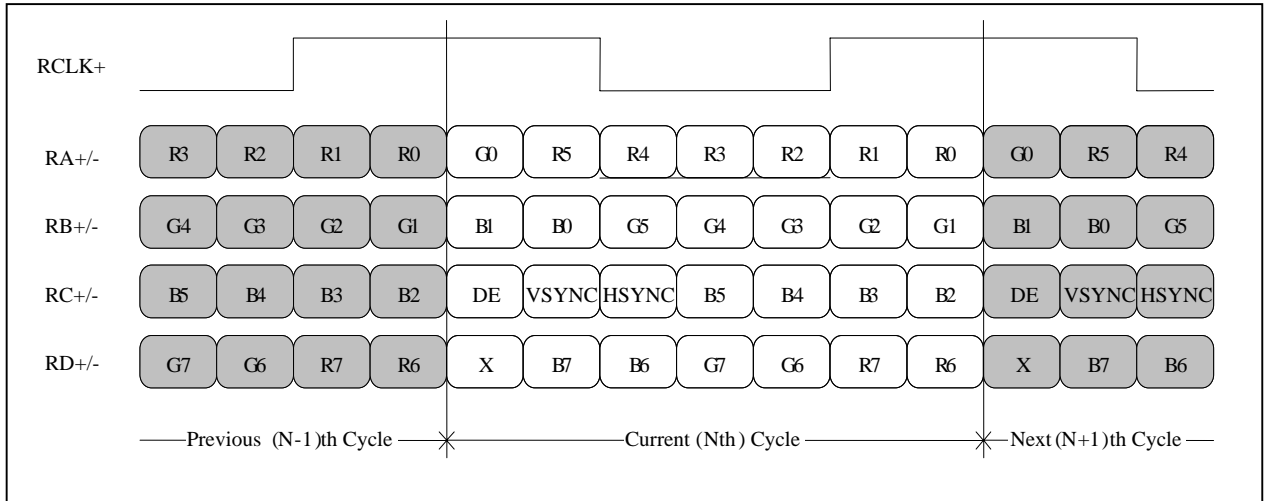 RCLK+
RA+/- R3 R2 R1 R0 G0 R5 R4 R3 R2 R1 R0 G0 R5 R4
RB+/- G4 G3 G2 G1 B1 B0 G5 G4 G3 G2 G1 B1 B0 G5
RC+/- B5 B4 B3 B2 DE VSYNC HSYNC B5 B4 B3 B2 DE VSYNC HSYNC
RD+/- G7 G6 R7 R6 X B7 B6 G7 G6 R7 R6 X B7 B6
Previous (N-1)th Cycle Current (Nth) Cycle Next (N+1)th Cycle